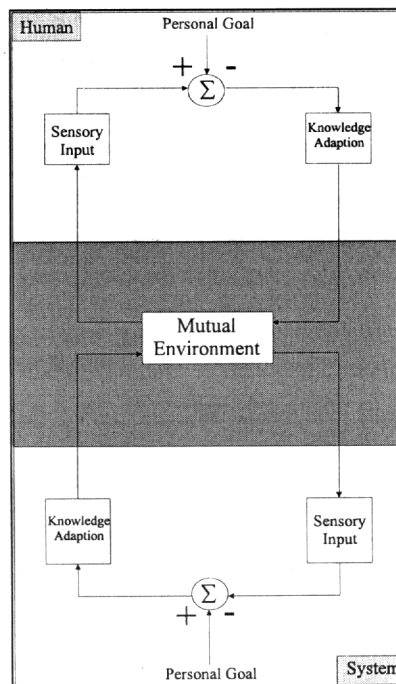 Human
Personal Goal
+ -
Σ
Sensory
Input
Knowledge
Adaption
Mutual
Environment
Knowledge
Adaption
Sensory
Input
Σ
+ -
Personal Goal
System